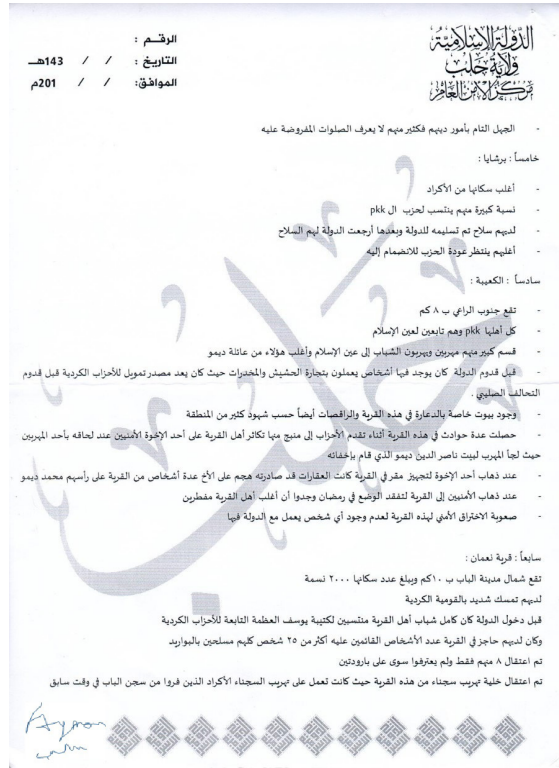 الدولة الإسلامية
ولاية حلب
مركز الأمن العام
الرقم :
التاريخ : / / 143هـ
الموافق: / / 201م
- الجهل التام بأمور دينهم فكثير منهم لا يعرف الصلوات المفروضة عليه
خامساً : برشايا :
- أغلب سكانها من الأكراد
- نسبة كبيرة منهم ينتسب لحزب ال pkk
- لديهم سلاح تم تسليمه للدولة وبعدها أرجعت الدولة لهم السلاح
- أغلبهم ينتظر عودة الحزب للانضمام إليه
سادساً : الكعيبة :
- تقع جنوب الراعي ب ٨ كم
- كل أهلها pkk وهم تابعين لعين الإسلام
- قسم كبير منهم مهربين ويهربون الشباب إلى عين الإسلام وأغلب هؤلاء من عائلة ديمو
- قبل قدوم الدولة كان يوجد فيها أشخاص يعملون بتجارة الحشيش والمخدرات حيث كان يعد مصدر تمويل للأحزاب الكردية قبل قدوم
التحالف الصليبي .
- وجود بيوت خاصة بالدعارة في هذه القرية والراقصات أيضاً حسب شهود كثير من المنطقة
- حصلت عدة حوادث في هذه القرية أثناء تقدم الأحزاب إلى منبج منها تكاثر أهل القرية على أحد الإخوة الأمنيين عند لحاقه بأحد المهربين
حيث لجأ المهرب لبيت ناصر الدين ديمو الذي قام بإخفائه
- عند ذهاب أحد الإخوة لتجهيز مقر في القرية كانت العقارات قد صادرته هجم على الأخ عدة أشخاص من القرية على رأسهم محمد ديمو
- عند ذهاب الأمنيين إلى القرية لتفقد الوضع في رمضان وجدوا أن أغلب أهل القرية مفطرين
- صعوبة الاختراق الأمني لهذه القرية لعدم وجود أي شخص يعمل مع الدولة فيها
سابعاً : قرية نعمان :
تقع شمال مدينة الباب ب ١٠كم ويبلغ عدد سكانها ٢٠٠٠ نسمة
لديهم تمسك شديد بالقومية الكردية
قبل دخول الدولة كان كامل شباب أهل القرية منتسبين لكتيبة يوسف العظمة التابعة للأحزاب الكردية
وكان لديهم حاجز في القرية عدد الأشخاص القائمين عليه أكثر من ٢٥ شخص كلهم مسلحين بالبواريد
تم اعتقال ٨ منهم فقط ولم يعترفوا سوى على بارودتين
تم اعتقال خلية تهريب سجناء من هذه القرية حيث كانت تعمل على تهريب السجناء الأكراد الذين فروا من سجن الباب في وقت سابق
حلب
Aymon